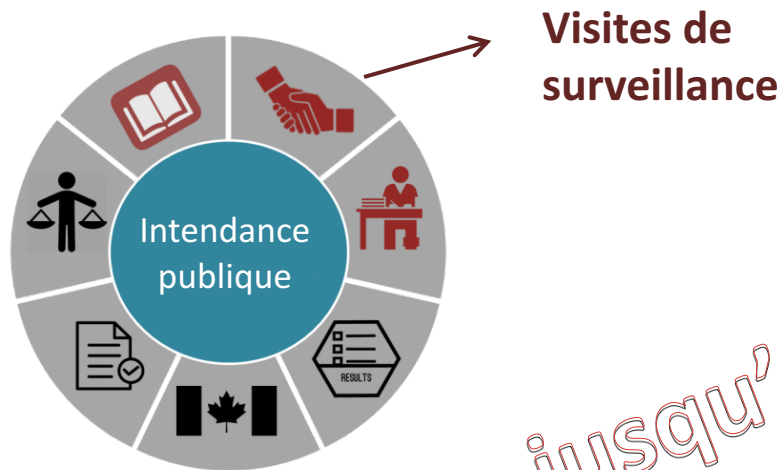 Visites de
surveillance
Intendance
publique
RESULTS
jusqu'